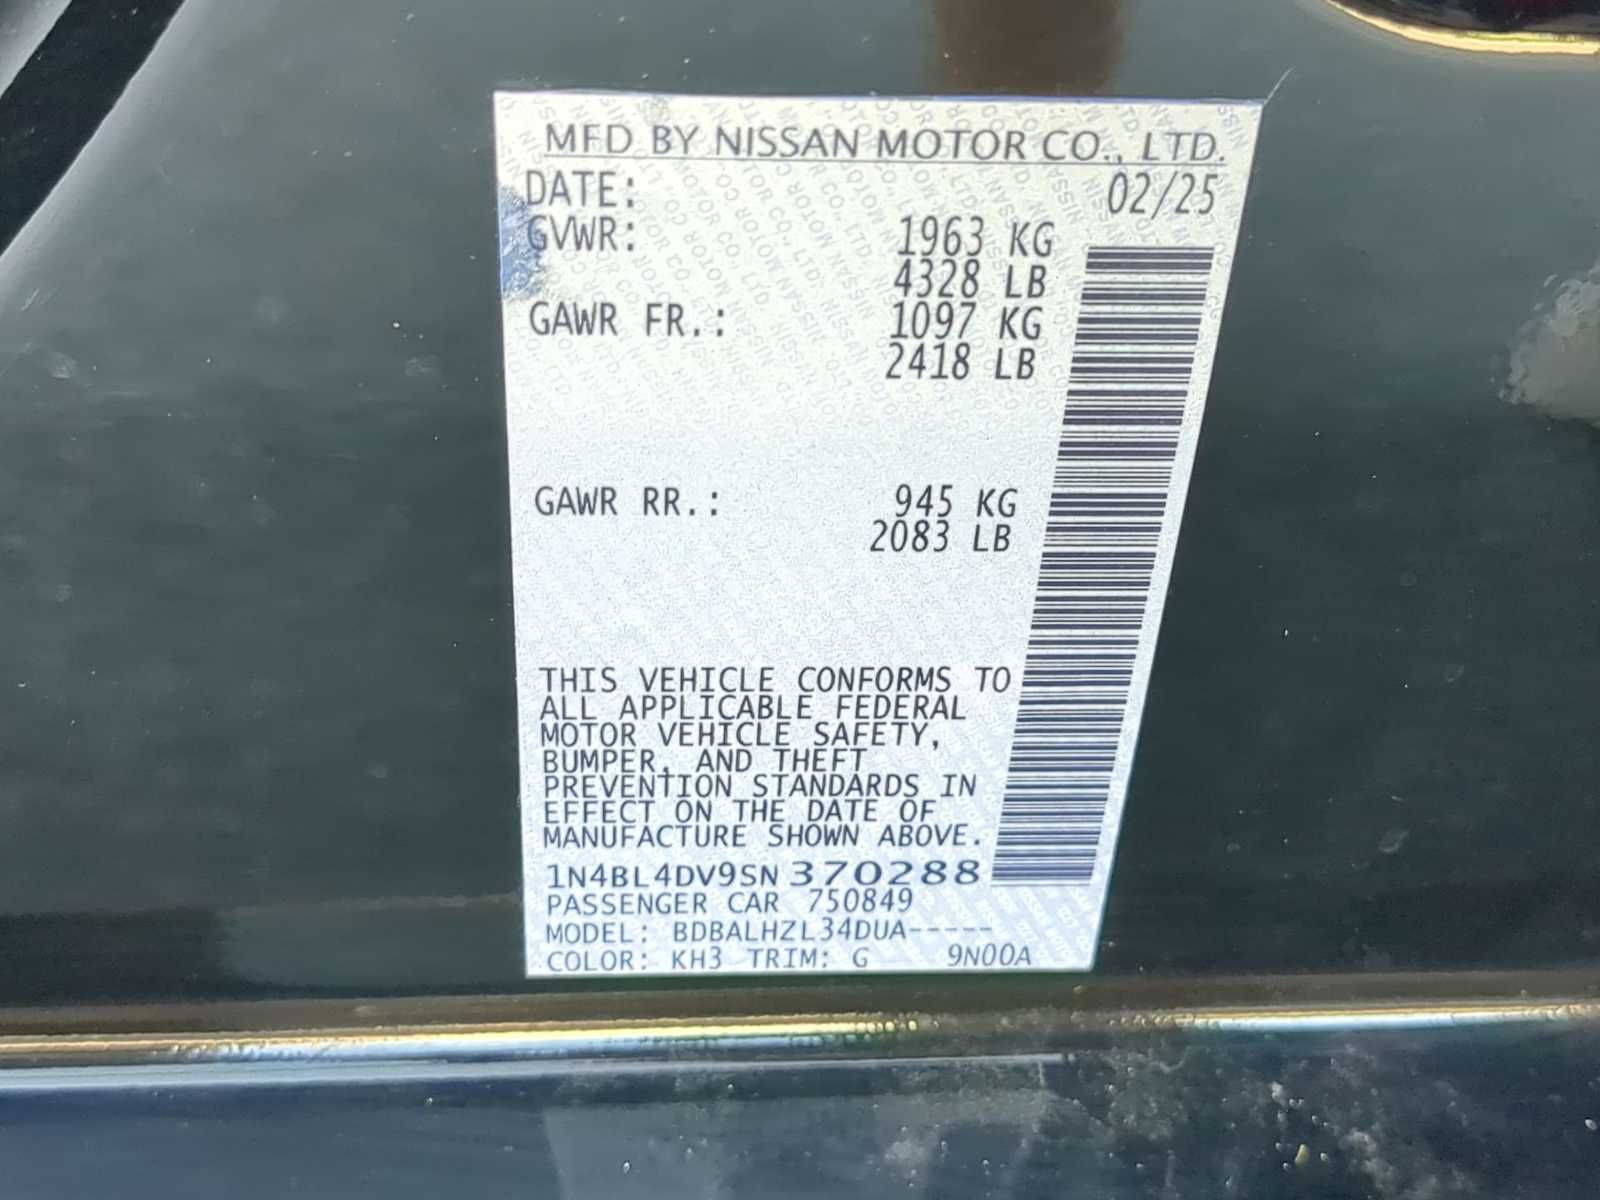 MFD BY NISSAN MOTOR CO., LTD.
DATE: 02/25
GVWR: 1963 KG
4328 LB
GAWR FR.: 1097 KG
2418 LB
GAWR RR.: 945 KG
2083 LB
THIS VEHICLE CONFORMS TO
ALL APPLICABLE FEDERAL
MOTOR VEHICLE SAFETY,
BUMPER, AND THEFT
PREVENTION STANDARDS IN
EFFECT ON THE DATE OF
MANUFACTURE SHOWN ABOVE.
1N4BL4DV9SN370288
PASSENGER CAR 750849
MODEL: BDBALHZL34DUA-----
COLOR: KH3 TRIM: G 9N00A